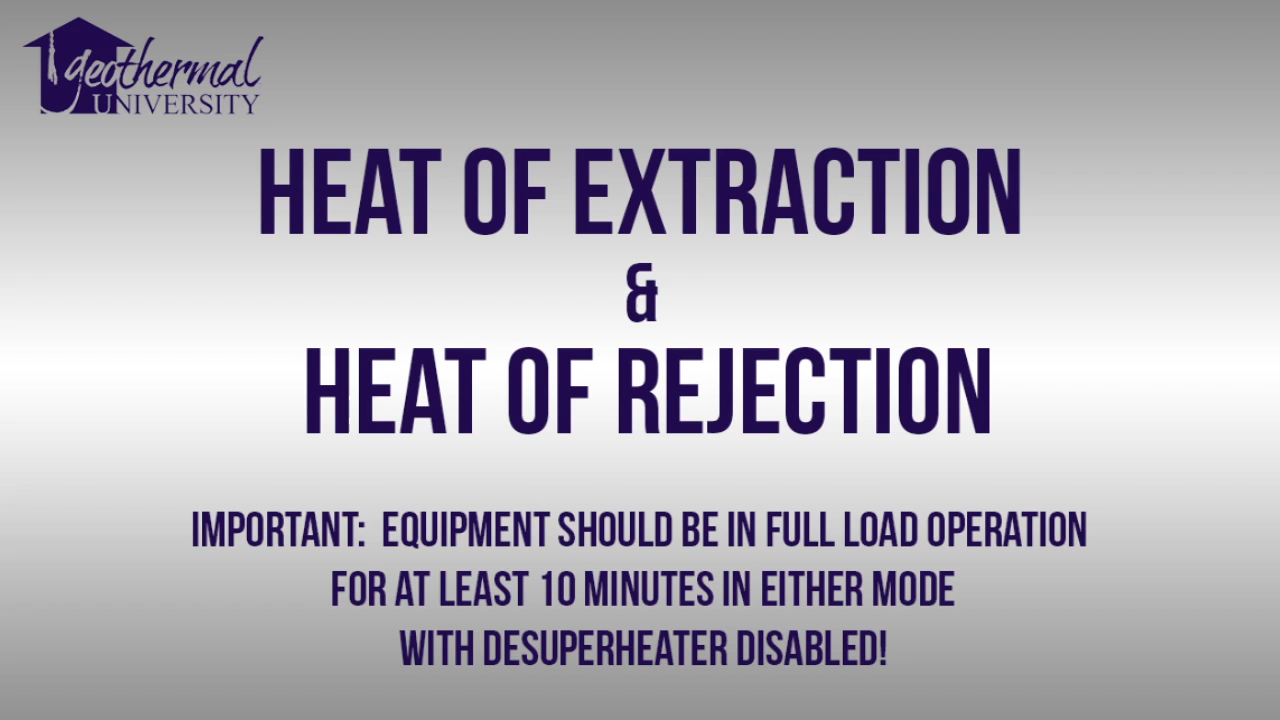 geothermal
UNIVERSITY
HEAT OF EXTRACTION
&
HEAT OF REJECTION
IMPORTANT: EQUIPMENT SHOULD BE IN FULL LOAD OPERATION
FOR AT LEAST 10 MINUTES IN EITHER MODE
WITH DESUPERHEATER DISABLED!